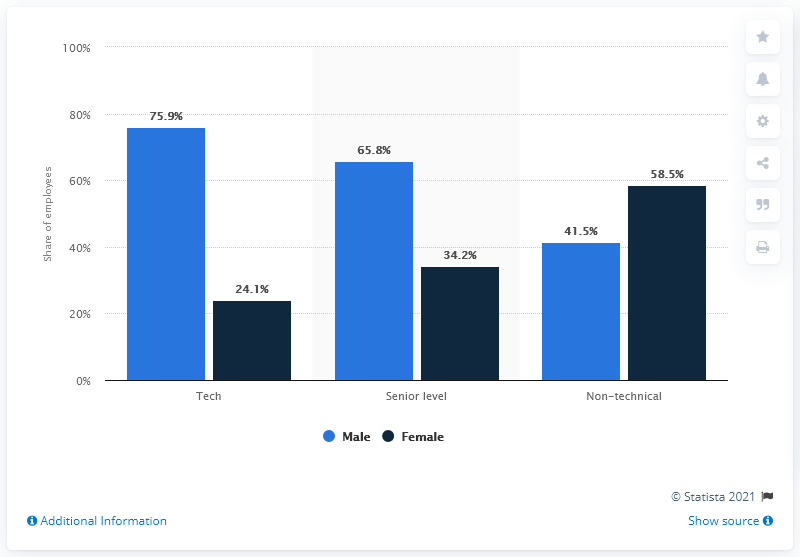 100%
80%
60%
40%
20%
0%
Share of employees
75.9%
24.1%
65.8%
34.2%
41.5%
58.5%
Tech
Senior level
Non-technical
Male
Female
© Statista 2021
Additional Information
Show source